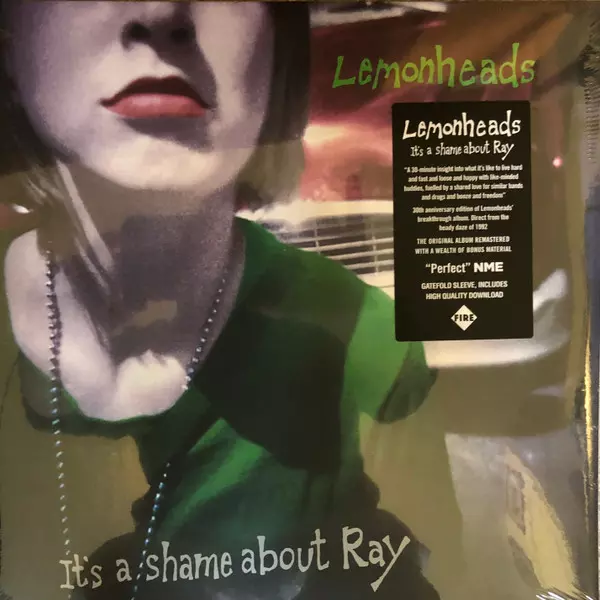 Lemonheads
Lemonheads
It's a shame about Ray
"A 30-minute insight into what it's like to live hard
and fast and loose and happy with like-minded
buddies, fuelled by a shared love for similar bands
and drugs and booze and freedom"
30th anniversary edition of Lemonheads'
breakthrough album. Direct from the
heady daze of 1992
THE ORIGINAL ALBUM REMASTERED
WITH A WEALTH OF BONUS MATERIAL
"Perfect" NME
GATEFOLD SLEEVE, INCLUDES
HIGH QUALITY DOWNLOAD
FIRE
It's a shame about Ray